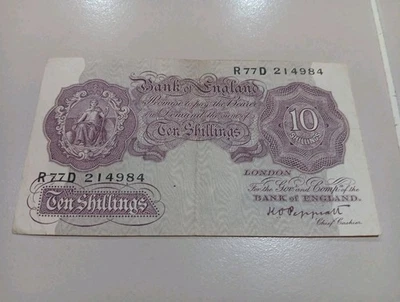 R77D 214984
Bank of England
Promise to pay the Bearer
on Demand the sum of
Ten Shillings
10
SHILLINGS
R77D 214984
LONDON
For the Gov.r and Comp.a of the
BANK OF ENGLAND.
Ten Shillings
K O Peppiatt
Chief Cashier